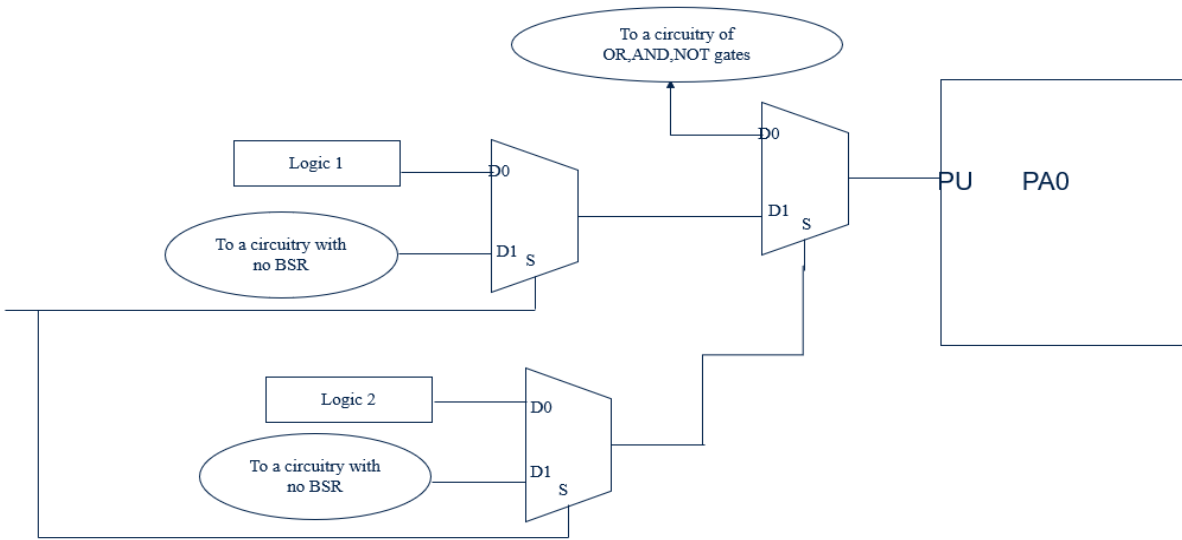 To a circuitry of
OR,AND,NOT gates
D0
Logic 1
D0
PU
PA0
D1
S
To a circuitry with
no BSR
D1
S
Logic 2
D0
To a circuitry with
no BSR
D1
S